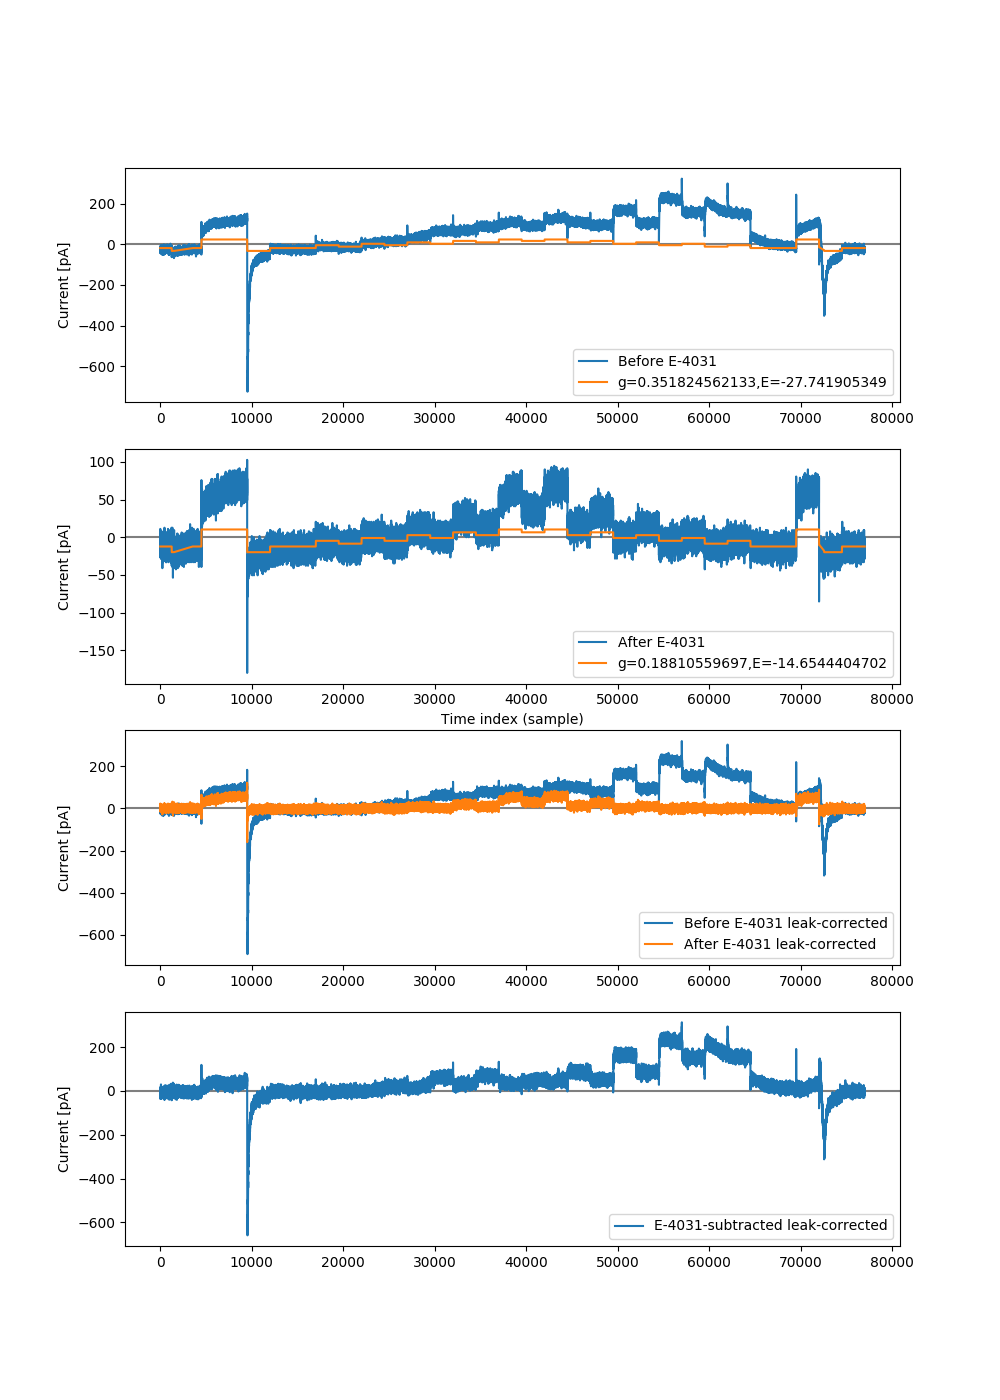 200
0
−200
−400
−600
Current [pA]
Before E-4031
g=0.351824562133,E=-27.741905349
0 10000 20000 30000 40000 50000 60000 70000 80000
100
50
0
−50
−100
−150
Current [pA]
After E-4031
g=0.18810559697,E=-14.6544404702
0 10000 20000 30000 40000 50000 60000 70000 80000
Time index (sample)
200
0
−200
−400
−600
Current [pA]
Before E-4031 leak-corrected
After E-4031 leak-corrected
0 10000 20000 30000 40000 50000 60000 70000 80000
200
0
−200
−400
−600
Current [pA]
E-4031-subtracted leak-corrected
0 10000 20000 30000 40000 50000 60000 70000 80000